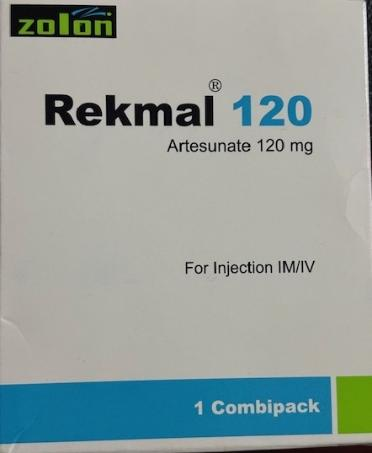 zolon
Rekmal® 120
Artesunate 120 mg
For Injection IM/IV
1 Combipack